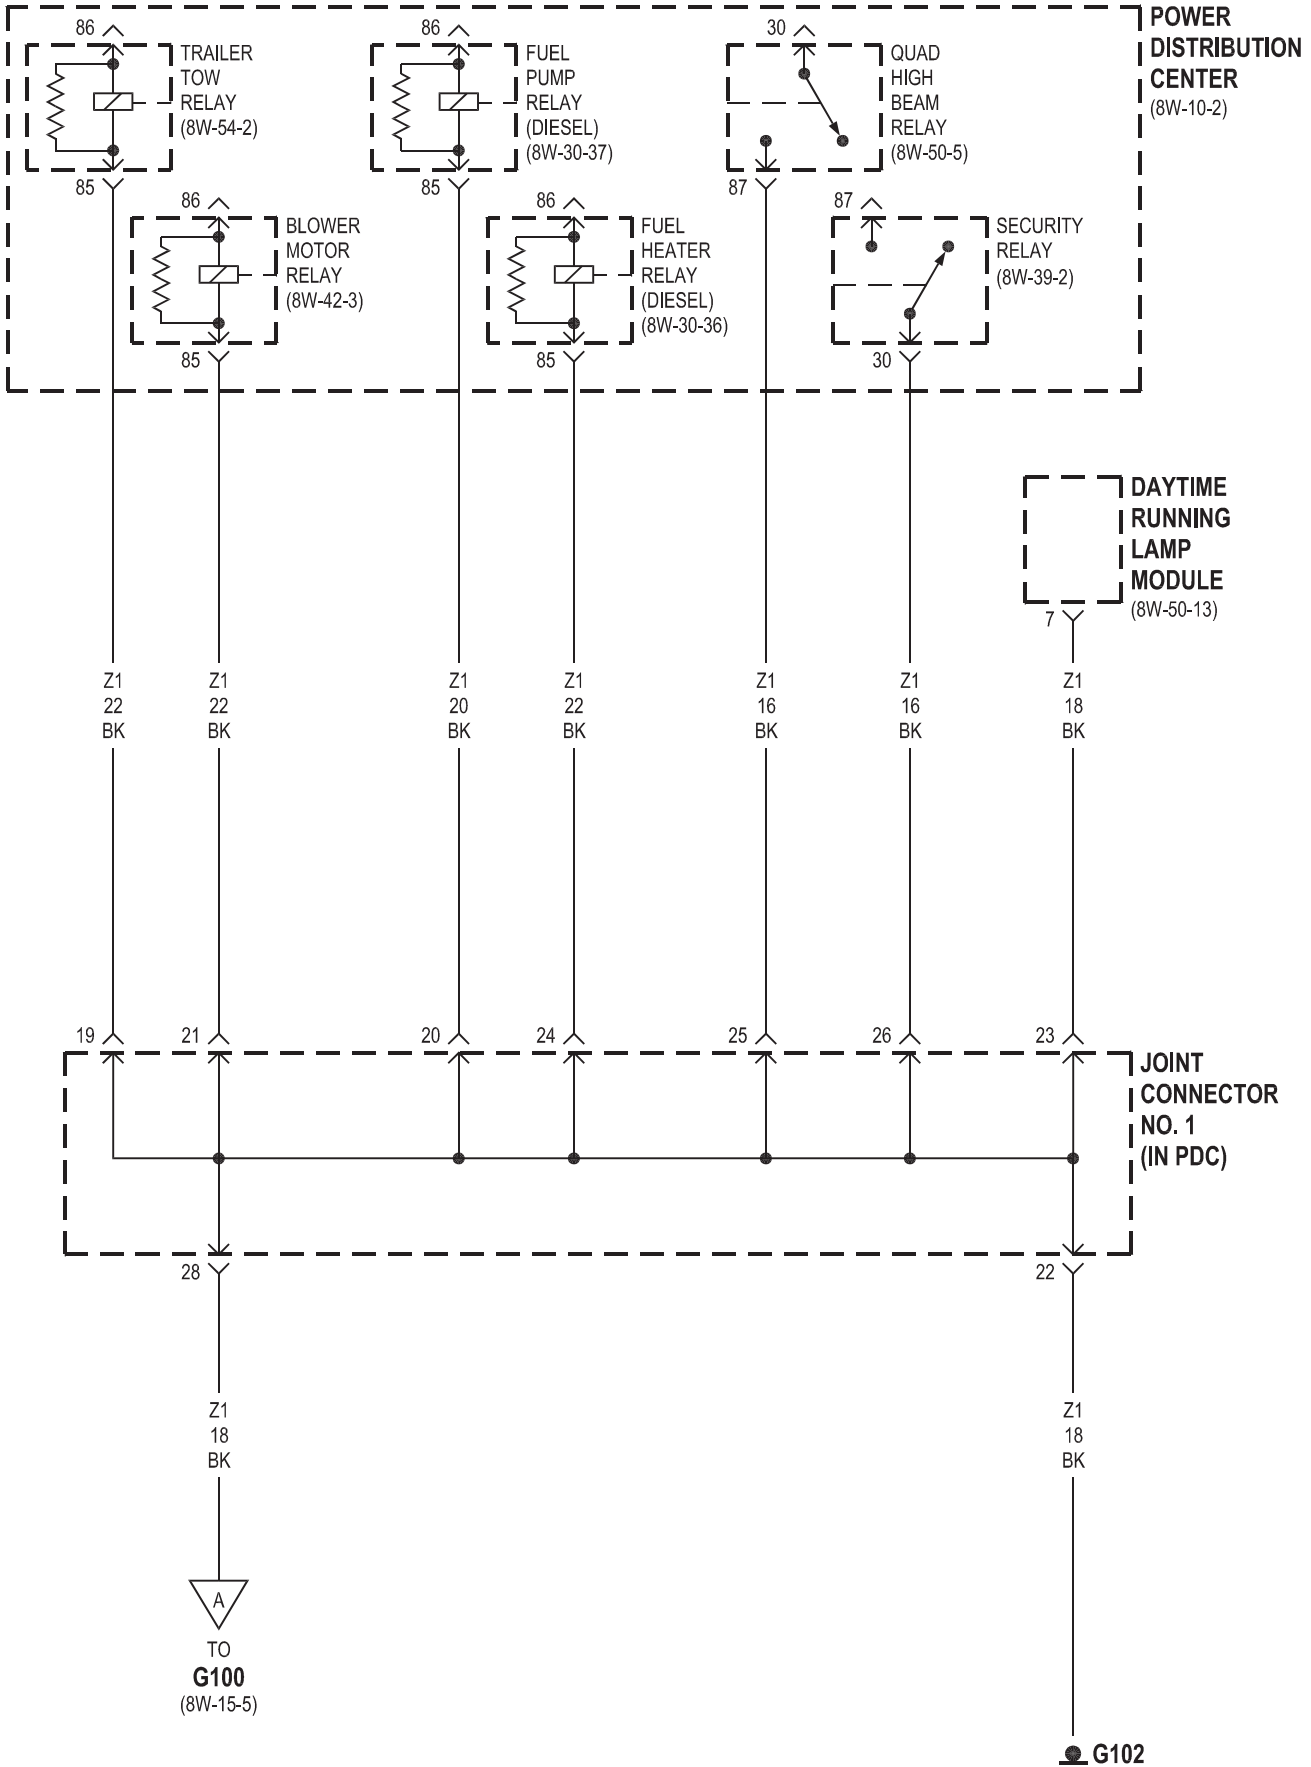 POWER
DISTRIBUTION
CENTER
(8W-10-2)
86
TRAILER
TOW
RELAY
(8W-54-2)
85
86
FUEL
PUMP
RELAY
(DIESEL)
(8W-30-37)
85
30
QUAD
HIGH
BEAM
RELAY
(8W-50-5)
87
86
BLOWER
MOTOR
RELAY
(8W-42-3)
85
86
FUEL
HEATER
RELAY
(DIESEL)
(8W-30-36)
85
87
SECURITY
RELAY
(8W-39-2)
30
DAYTIME
RUNNING
LAMP
MODULE
(8W-50-13)
7
Z1
22
BK
Z1
22
BK
Z1
20
BK
Z1
22
BK
Z1
16
BK
Z1
16
BK
Z1
18
BK
19
21
20
24
25
26
23
JOINT
CONNECTOR
NO. 1
(IN PDC)
28
22
Z1
18
BK
Z1
18
BK
A
TO
G100
(8W-15-5)
G102